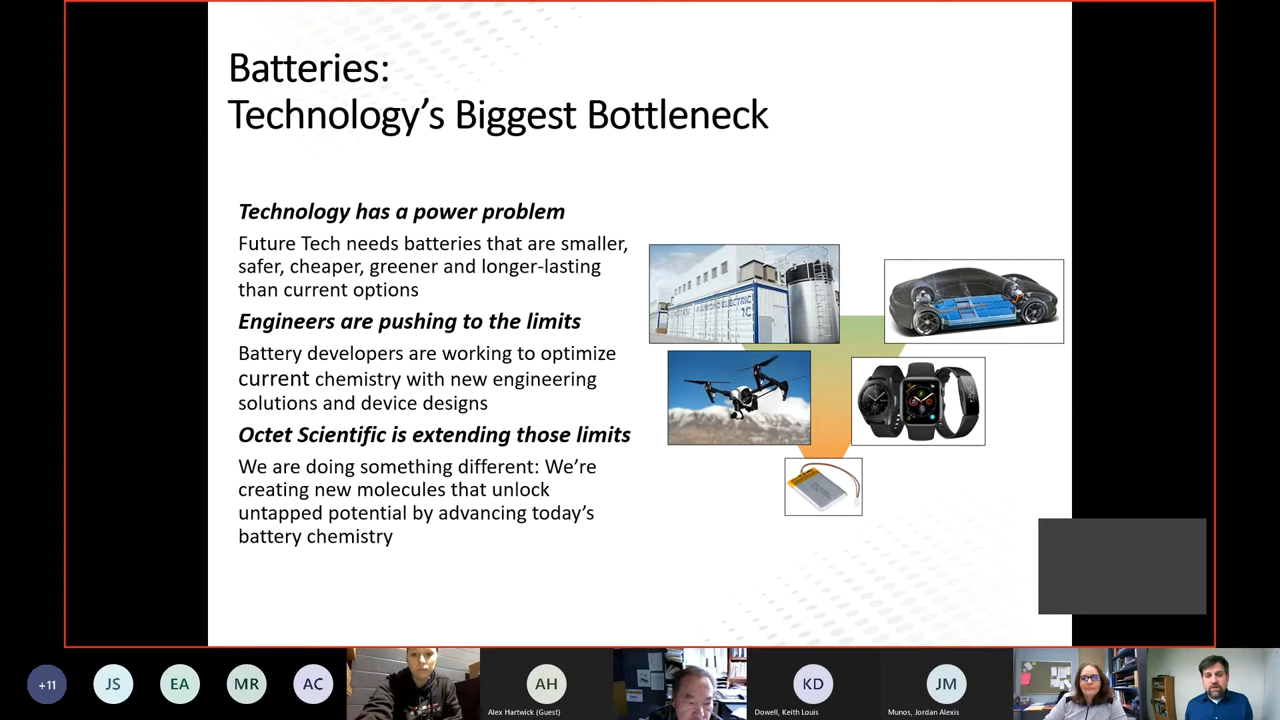 Batteries:
Technology's Biggest Bottleneck
Technology has a power problem
Future Tech needs batteries that are smaller,
safer, cheaper, greener and longer-lasting
than current options
Engineers are pushing to the limits
Battery developers are working to optimize
current chemistry with new engineering
solutions and device designs
Octet Scientific is extending those limits
We are doing something different: We're
creating new molecules that unlock
untapped potential by advancing today's
battery chemistry
ELECTRIC
+11
JS
EA
MR
AC
AH
Alex Hartwick (Guest)
KD
Dowell, Keith Louis
JM
Munos, Jordan Alexis